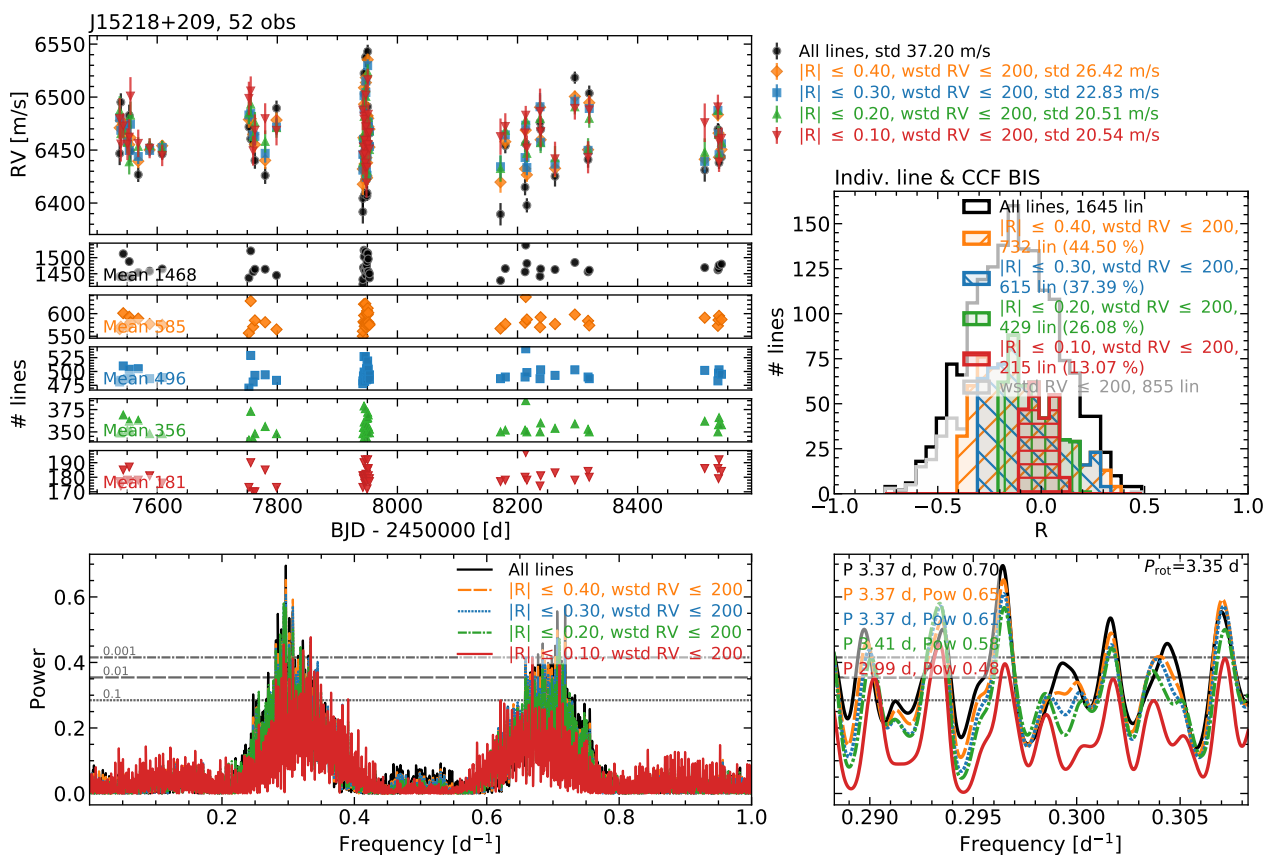 J15218+209, 52 obs
6550
6500
6450
6400
RV [m/s]
All lines, std 37.20 m/s
|R| ≤ 0.40, wstd RV ≤ 200, std 26.42 m/s
|R| ≤ 0.30, wstd RV ≤ 200, std 22.83 m/s
|R| ≤ 0.20, wstd RV ≤ 200, std 20.51 m/s
|R| ≤ 0.10, wstd RV ≤ 200, std 20.54 m/s
1500
1450
Mean 1468
600
550
Mean 585
525
500
475
Mean 496
375
350
Mean 356
190
180
170
Mean 181
# lines
7600 7800 8000 8200 8400
BJD - 2450000 [d]
Indiv. line & CCF BIS
150
125
100
75
50
25
0
# lines
All lines, 1645 lin
|R| ≤ 0.40, wstd RV ≤ 200,
732 lin (44.50 %)
|R| ≤ 0.30, wstd RV ≤ 200,
615 lin (37.39 %)
|R| ≤ 0.20, wstd RV ≤ 200,
429 lin (26.08 %)
|R| ≤ 0.10, wstd RV ≤ 200,
215 lin (13.07 %)
wstd RV ≤ 200, 855 lin
−1.0 −0.5 0.0 0.5 1.0
R
0.6
0.4
0.2
0.0
Power
0.001
0.01
0.1
All lines
|R| ≤ 0.40, wstd RV ≤ 200
|R| ≤ 0.30, wstd RV ≤ 200
|R| ≤ 0.20, wstd RV ≤ 200
|R| ≤ 0.10, wstd RV ≤ 200
0.2 0.4 0.6 0.8 1.0
Frequency [d⁻¹]
P 3.37 d, Pow 0.70
P 3.37 d, Pow 0.65
P 3.37 d, Pow 0.61
P 3.41 d, Pow 0.58
P 2.99 d, Pow 0.48
P_rot=3.35 d
0.290 0.295 0.300 0.305
Frequency [d⁻¹]